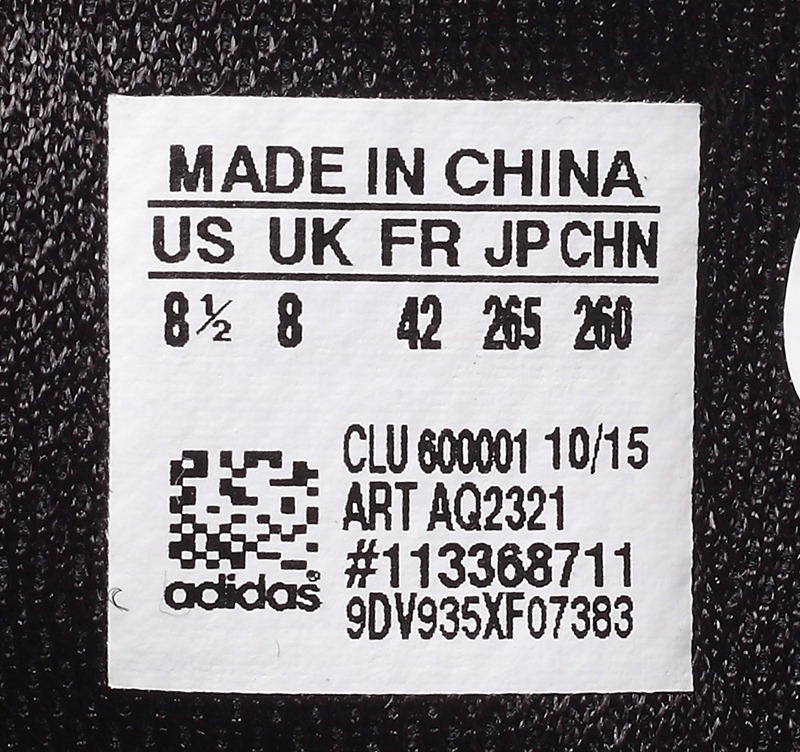 MADE IN CHINA
US UK FR JP CHN
8½ 8 42 265 260
CLU 600001 10/15
ART AQ2321
#113368711
9DV935XF07383
adidas®